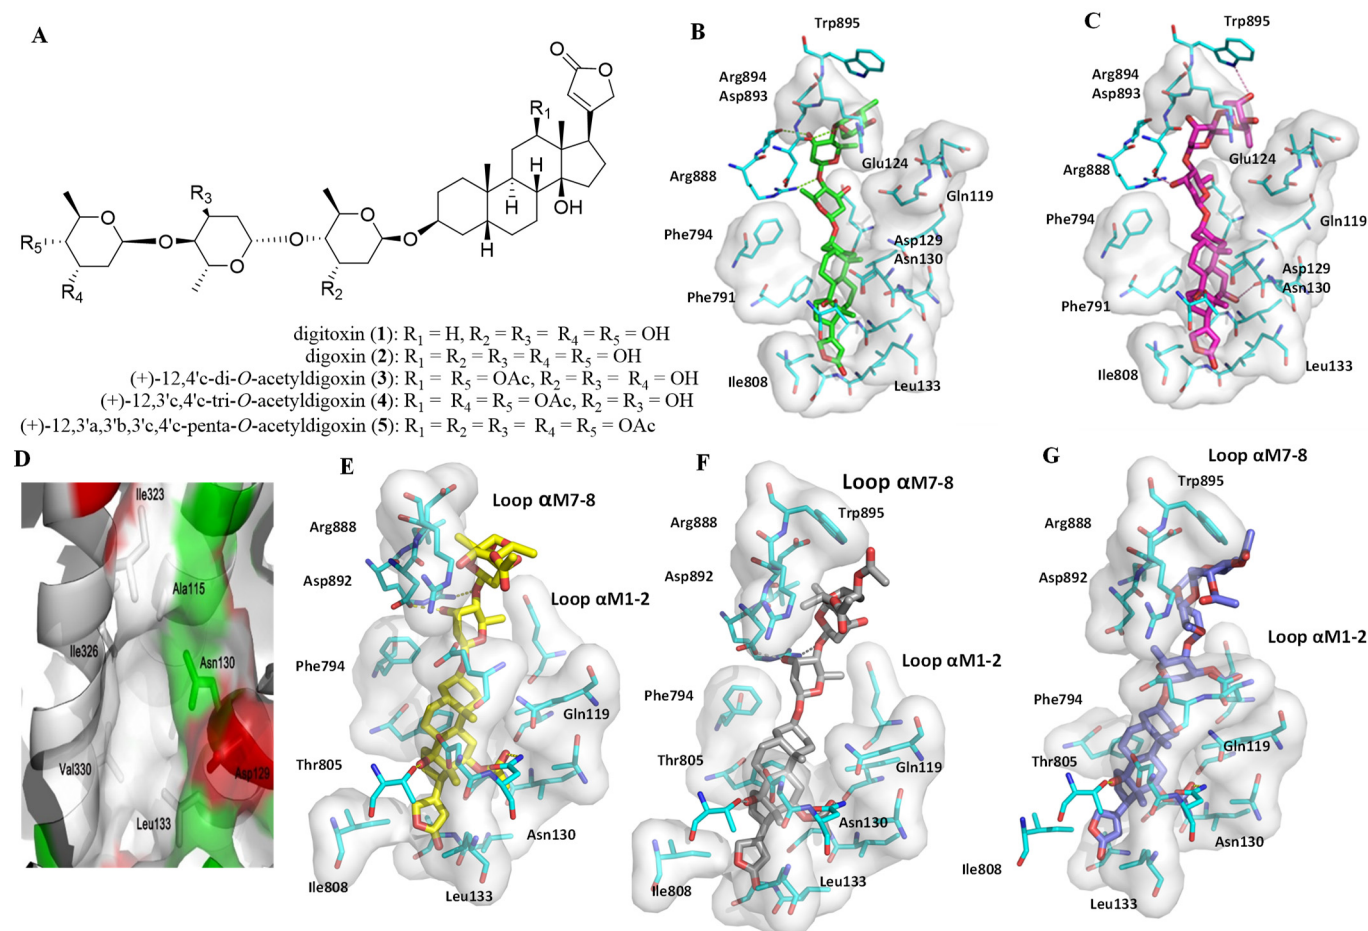 A
O
O
R₁
H
H
H
OH
H
O
R₃
O
O
O
R₅
O
O
R₄
R₂
digitoxin (1): R₁ = H, R₂ = R₃ = R₄ = R₅ = OH
digoxin (2): R₁ = R₂ = R₃ = R₄ = R₅ = OH
(+)-12,4'c-di-O-acetyldigoxin (3): R₁ = R₅ = OAc, R₂ = R₃ = R₄ = OH
(+)-12,3'c,4'c-tri-O-acetyldigoxin (4): R₁ = R₄ = R₅ = OAc, R₂ = R₃ = OH
(+)-12,3'a,3'b,3'c,4'c-penta-O-acetyldigoxin (5): R₁ = R₂ = R₃ = R₄ = R₅ = OAc
B
Trp895
Arg894
Asp893
Glu124
Arg888
Gln119
Phe794
Asp129
Asn130
Phe791
Ile808
Leu133
C
Trp895
Arg894
Asp893
Glu124
Arg888
Gln119
Phe794
Asp129
Asn130
Phe791
Ile808
Leu133
D
Ile323
Ala115
Ile326
Asn130
Val330
Asp129
Leu133
E
Loop αM7-8
Arg888
Asp892
Loop αM1-2
Phe794
Gln119
Thr805
Asn130
Ile808
Leu133
F
Loop αM7-8
Trp895
Arg888
Asp892
Loop αM1-2
Phe794
Thr805
Gln119
Asn130
Ile808
Leu133
G
Loop αM7-8
Trp895
Arg888
Asp892
Loop αM1-2
Phe794
Gln119
Thr805
Asn130
Ile808
Leu133